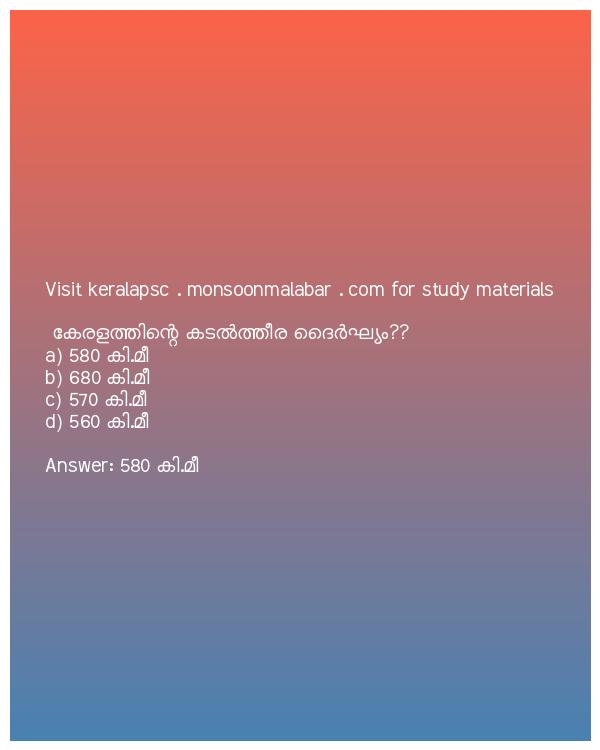 Visit keralapsc . monsoonmalabar . com for study materials
കേരളത്തിന്റെ കടൽത്തീര ദൈർഘ്യം??
a) 580 കി.മീ
b) 680 കി.മീ
c) 570 കി.മീ
d) 560 കി.മീ
Answer: 580 കി.മീ